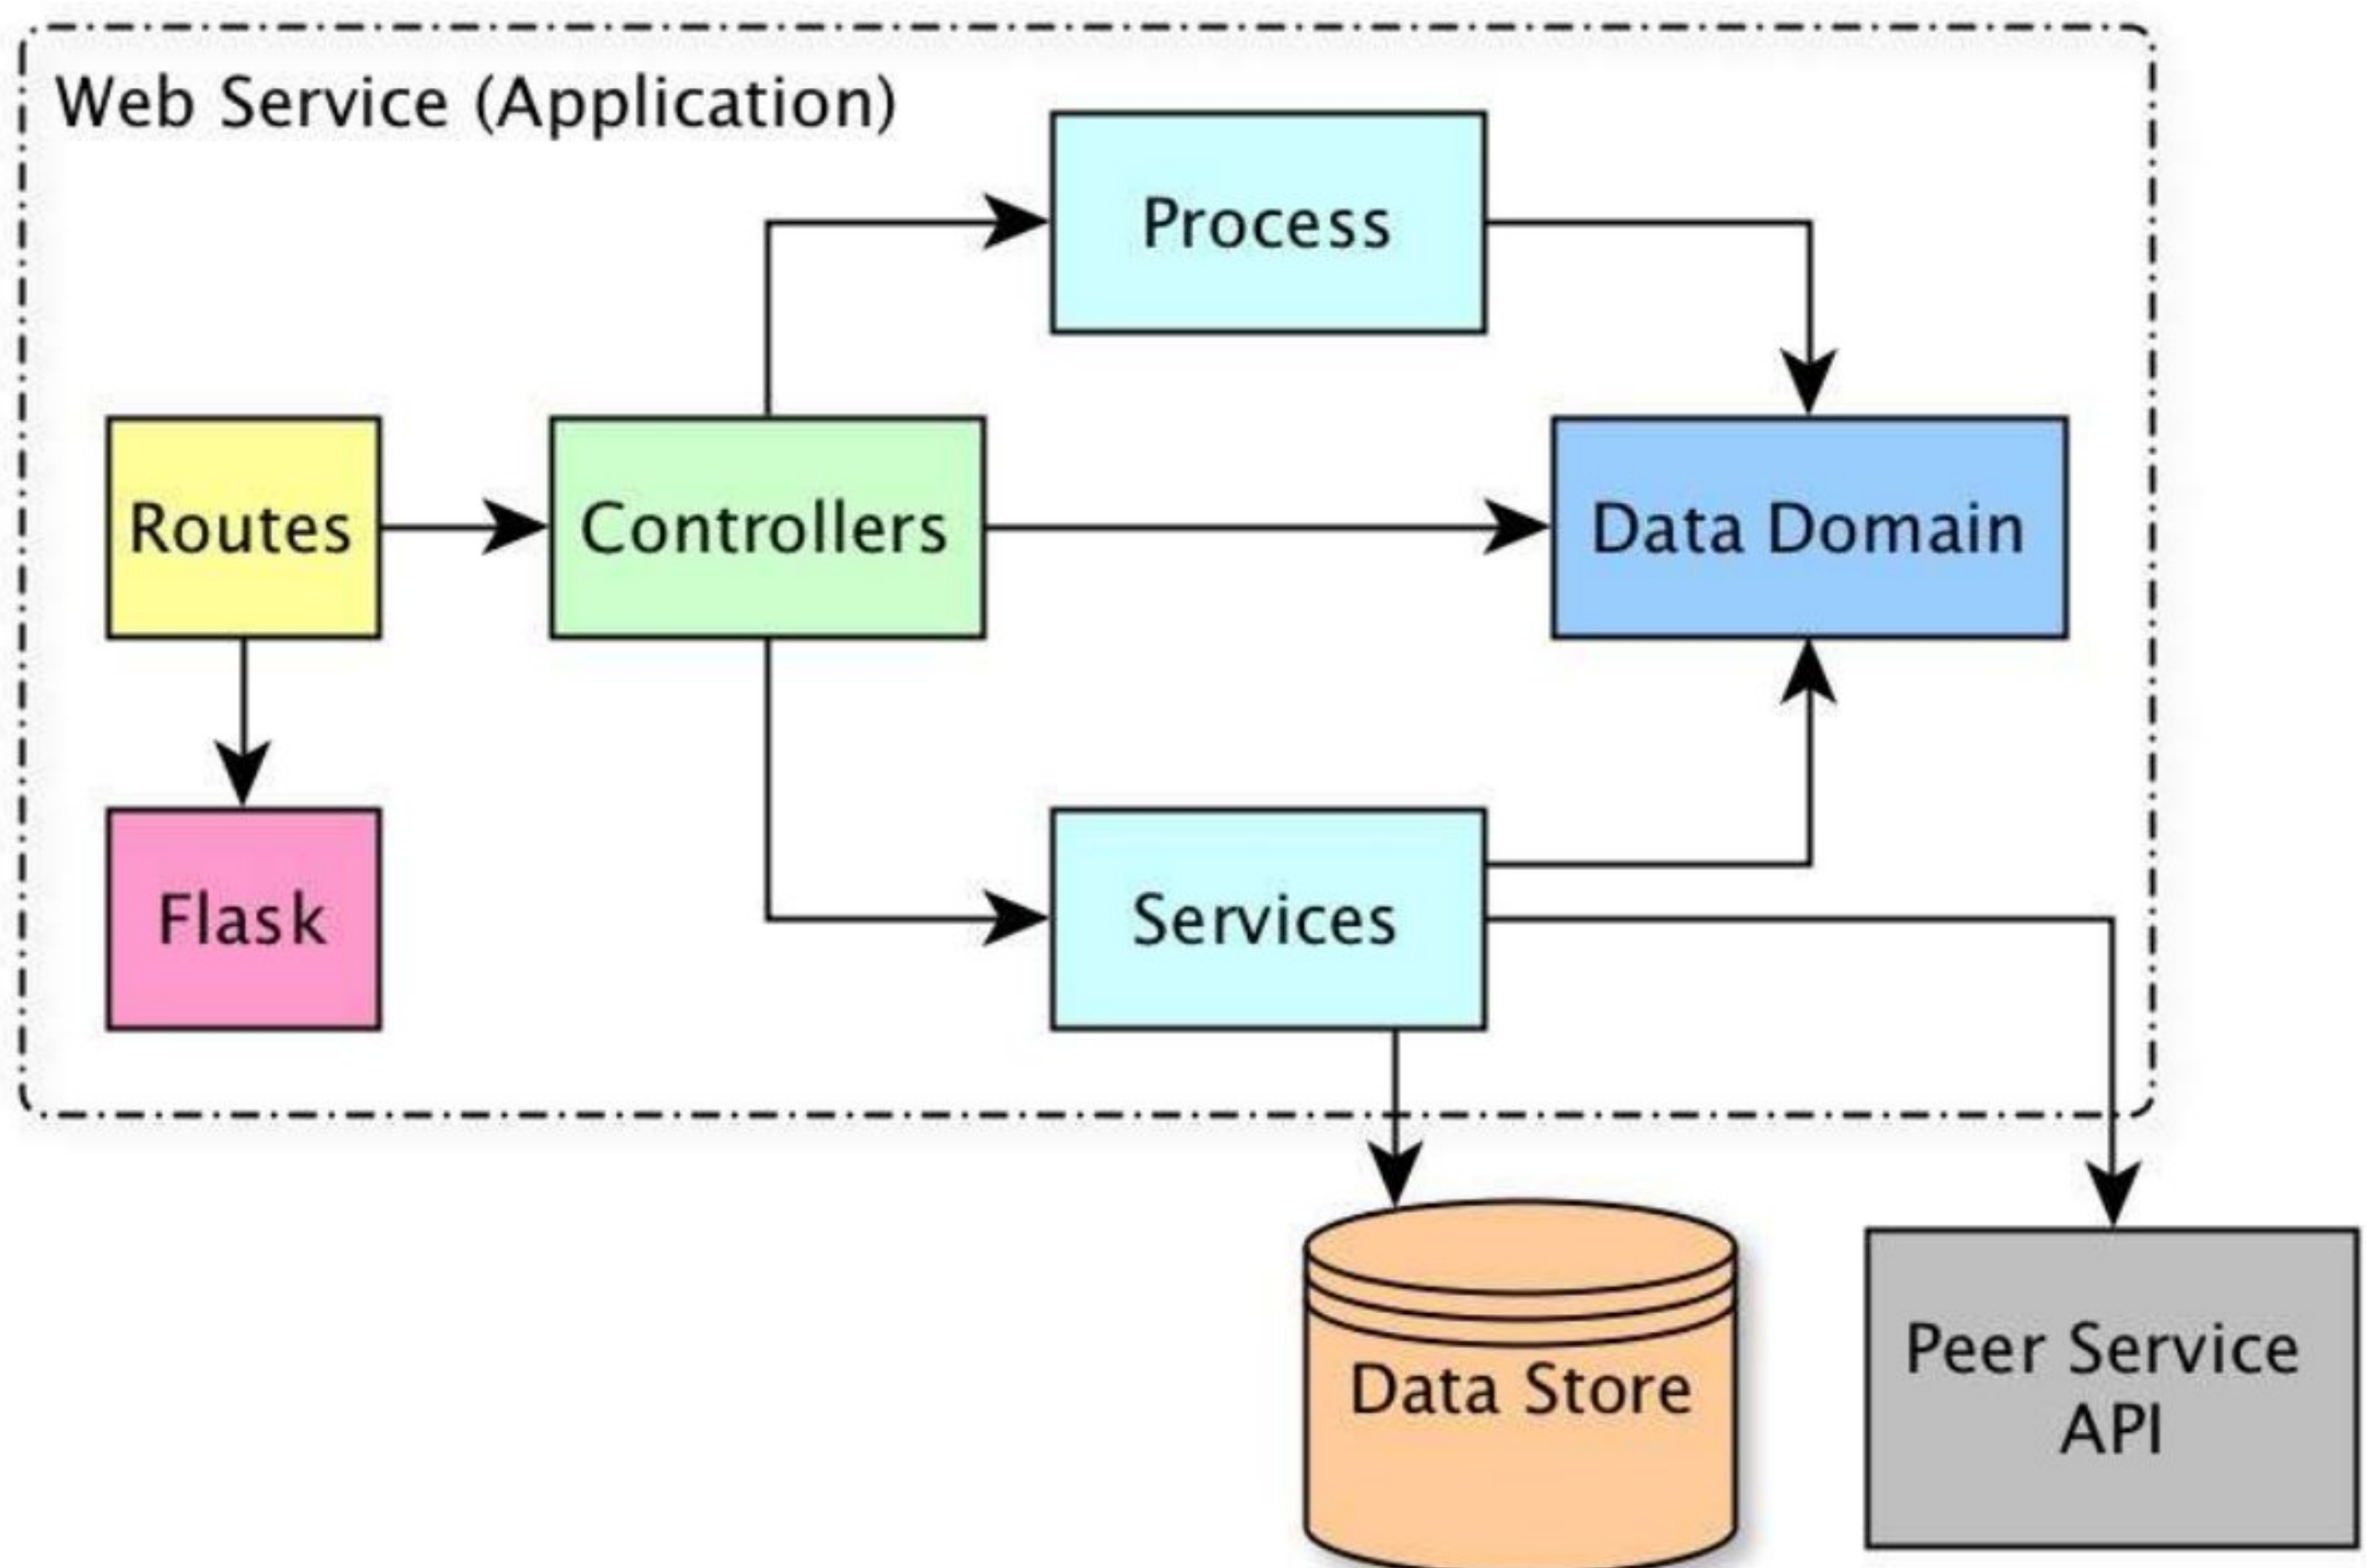 Web Service (Application)
Process
Routes
Controllers
Data Domain
Flask
Services
Data Store
Peer Service
API